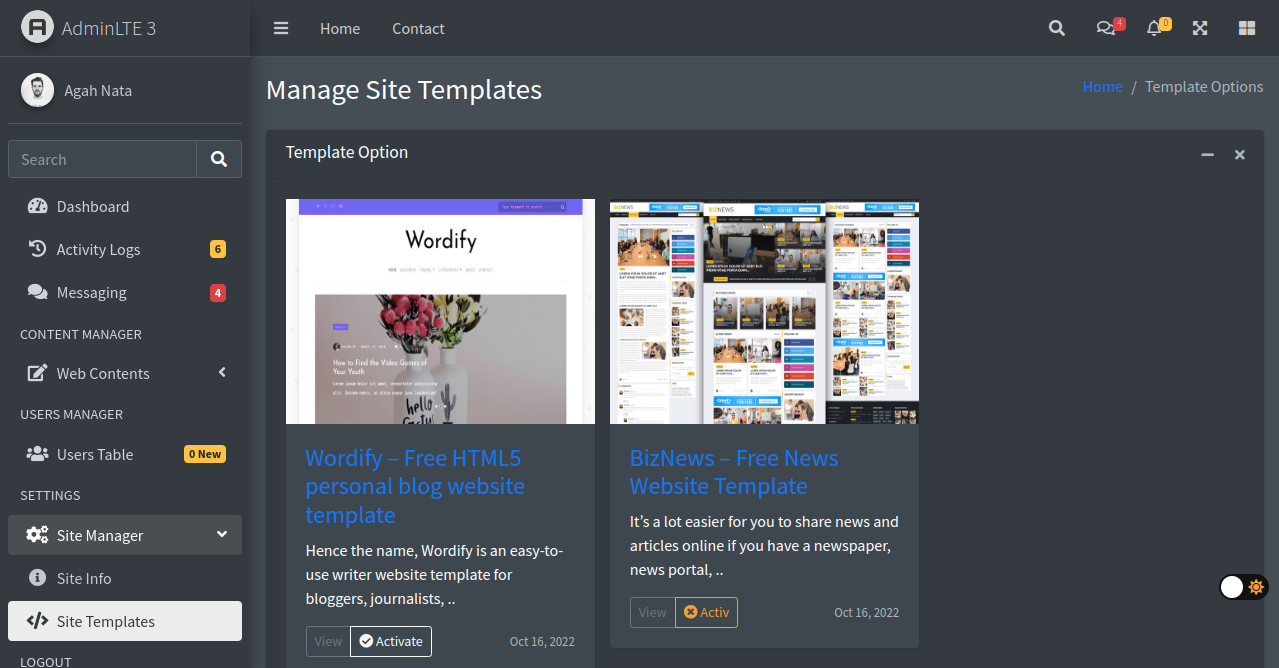 AdminLTE 3
Home
Contact
4
0
Agah Nata
Manage Site Templates
Home / Template Options
Search
Template Option
Dashboard
Activity Logs
6
Messaging
4
CONTENT MANAGER
Web Contents
USERS MANAGER
Users Table
0 New
SETTINGS
Site Manager
Site Info
Site Templates
LOGOUT
Wordify
How to Find the Video Games of
Your Youth
hello
BIZNEWS
BIZNEWS
BIZNEWS
Wordify – Free HTML5
personal blog website
template
Hence the name, Wordify is an easy-to-
use writer website template for
bloggers, journalists, ..
View
Activate
Oct 16, 2022
BizNews – Free News
Website Template
It’s a lot easier for you to share news and
articles online if you have a newspaper,
news portal, ..
View
Activ
Oct 16, 2022